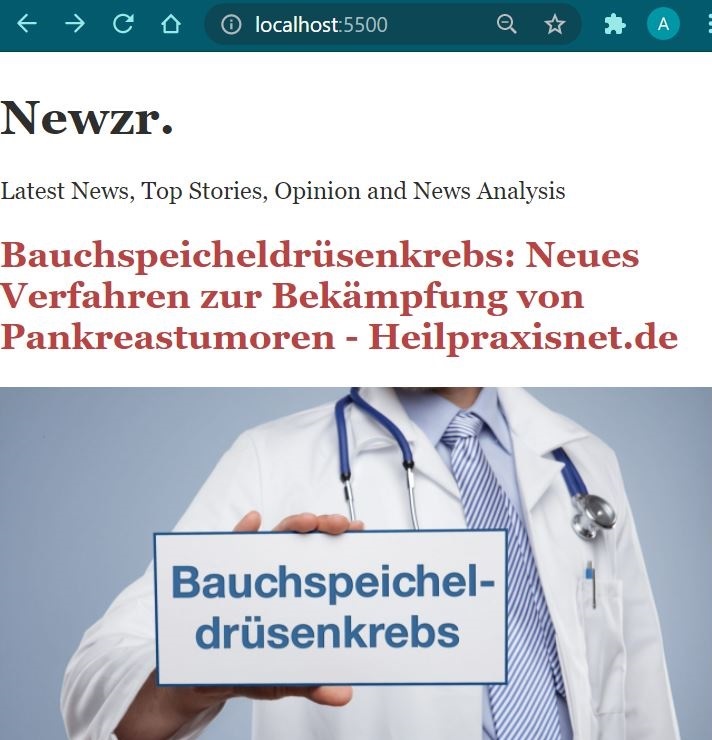 localhost:5500
A
Newzr.
Latest News, Top Stories, Opinion and News Analysis
Bauchspeicheldrüsenkrebs: Neues
Verfahren zur Bekämpfung von
Pankreastumoren - Heilpraxisnet.de
Bauchspeichel-
drüsenkrebs